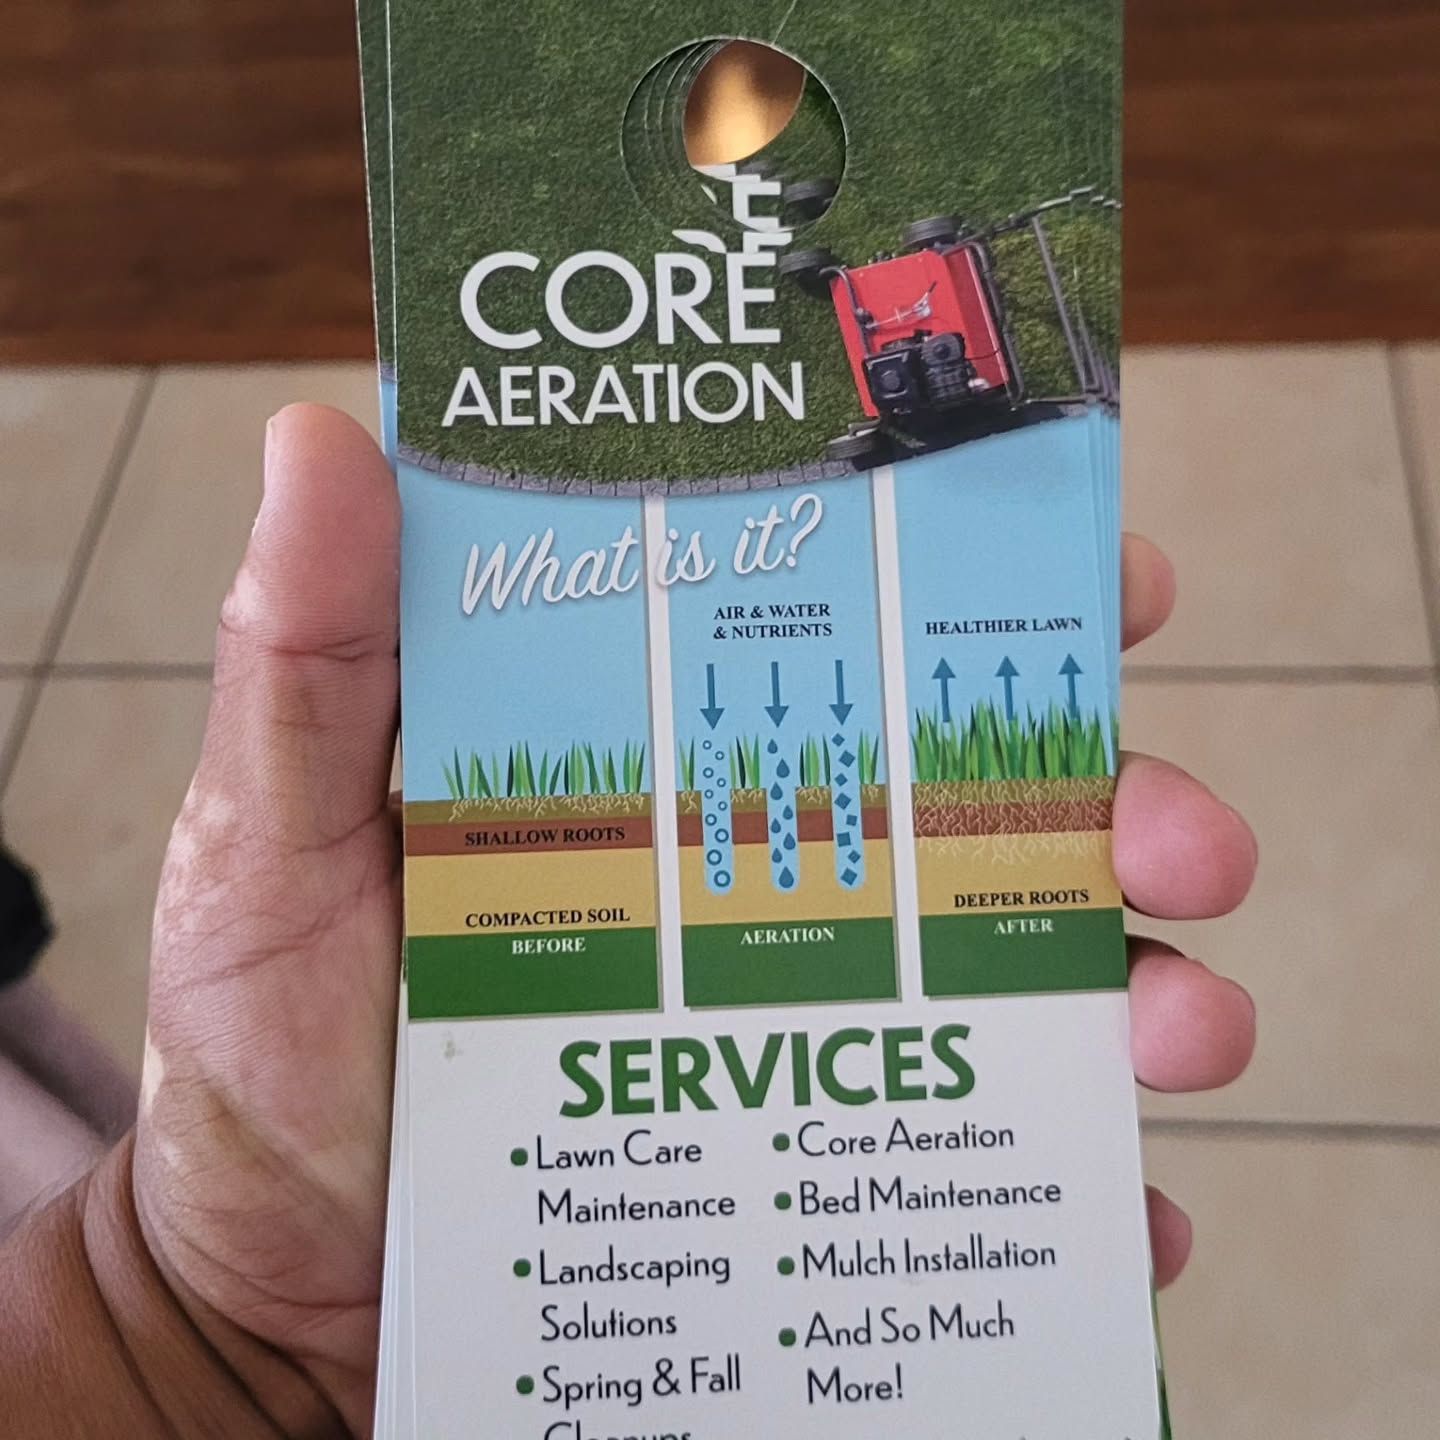 CORE
AERATION
What is it?
AIR & WATER
& NUTRIENTS
HEALTHIER LAWN
SHALLOW ROOTS
COMPACTED SOIL
BEFORE
AERATION
DEEPER ROOTS
AFTER
SERVICES
• Lawn Care
Maintenance
• Landscaping
Solutions
• Spring & Fall
Cleanups
• Core Aeration
• Bed Maintenance
• Mulch Installation
• And So Much
More!